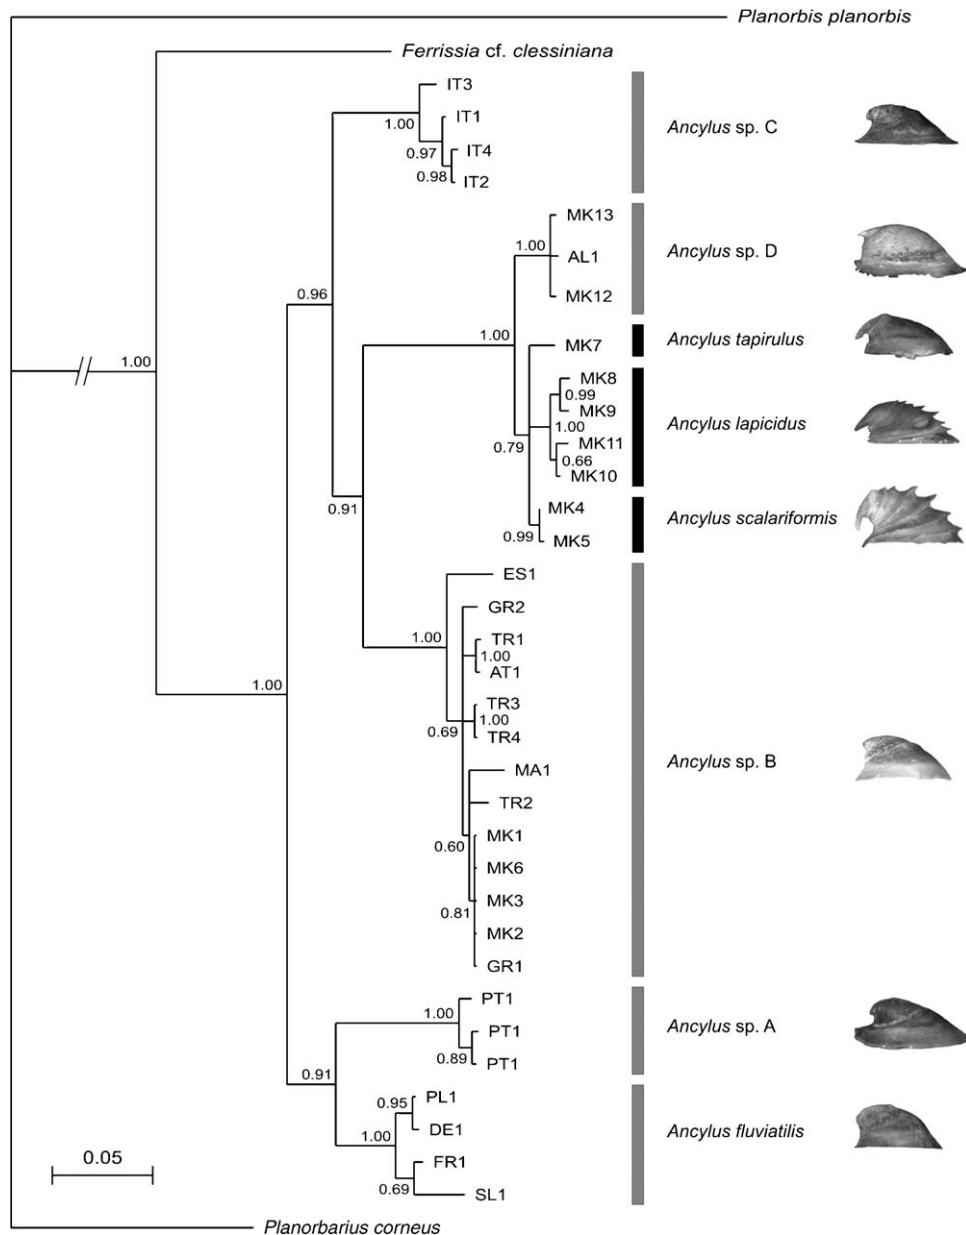 Planorbis planorbis
Ferrissia cf. clessiniana
IT3
IT1
1.00
0.97
IT4
0.98
IT2
Ancylus sp. C
MK13
1.00
AL1
MK12
Ancylus sp. D
0.96
1.00
MK7
Ancylus tapirulus
1.00
MK8
0.99
MK9
1.00
MK11
0.79
0.66
MK10
Ancylus lapicidus
0.91
MK4
0.99
MK5
Ancylus scalariformis
ES1
GR2
1.00
TR1
1.00
AT1
TR3
1.00
0.69
TR4
MA1
TR2
MK1
0.60
MK6
MK3
0.81
MK2
GR1
Ancylus sp. B
1.00
PT1
1.00
PT1
0.89
PT1
Ancylus sp. A
0.91
0.95
PL1
DE1
1.00
FR1
0.69
SL1
Ancylus fluviatilis
0.05
Planorbarius corneus